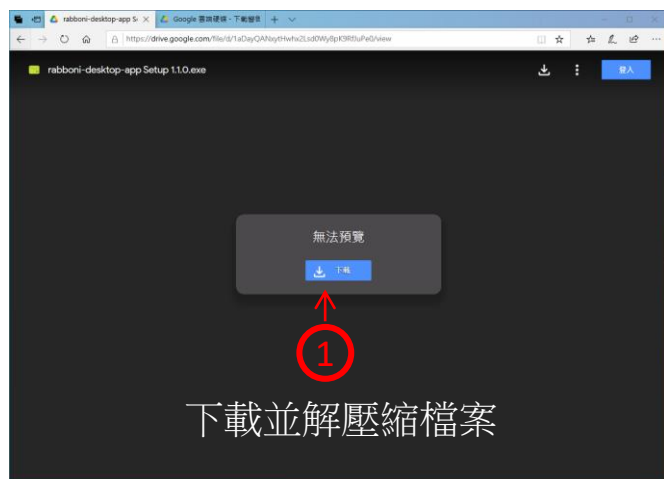 rabboni-desktop-app S
Google 雲端硬碟 - 下載發生
https://drive.google.com/file/d/
/view
rabboni-desktop-app Setup 1.1.0.exe
登入
無法預覽
下載
1
下載並解壓縮檔案